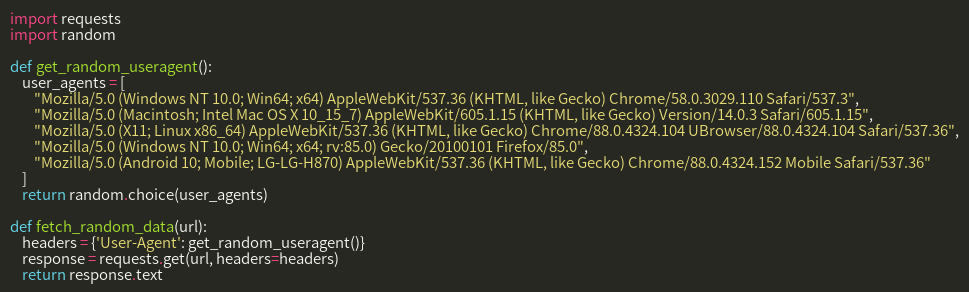 import requests
import random

def get_random_useragent():
    user_agents = [
        "Mozilla/5.0 (Windows NT 10.0; Win64; x64) AppleWebKit/537.36 (KHTML, like Gecko) Chrome/58.0.3029.110 Safari/537.3",
        "Mozilla/5.0 (Macintosh; Intel Mac OS X 10_15_7) AppleWebKit/605.1.15 (KHTML, like Gecko) Version/14.0.3 Safari/605.1.15",
        "Mozilla/5.0 (X11; Linux x86_64) AppleWebKit/537.36 (KHTML, like Gecko) Chrome/88.0.4324.104 UBrowser/88.0.4324.104 Safari/537.36",
        "Mozilla/5.0 (Windows NT 10.0; Win64; x64; rv:85.0) Gecko/20100101 Firefox/85.0",
        "Mozilla/5.0 (Android 10; Mobile; LG-LG-H870) AppleWebKit/537.36 (KHTML, like Gecko) Chrome/88.0.4324.152 Mobile Safari/537.36"
    ]
    return random.choice(user_agents)

def fetch_random_data(url):
    headers = {'User-Agent': get_random_useragent()}
    response = requests.get(url, headers=headers)
    return response.text